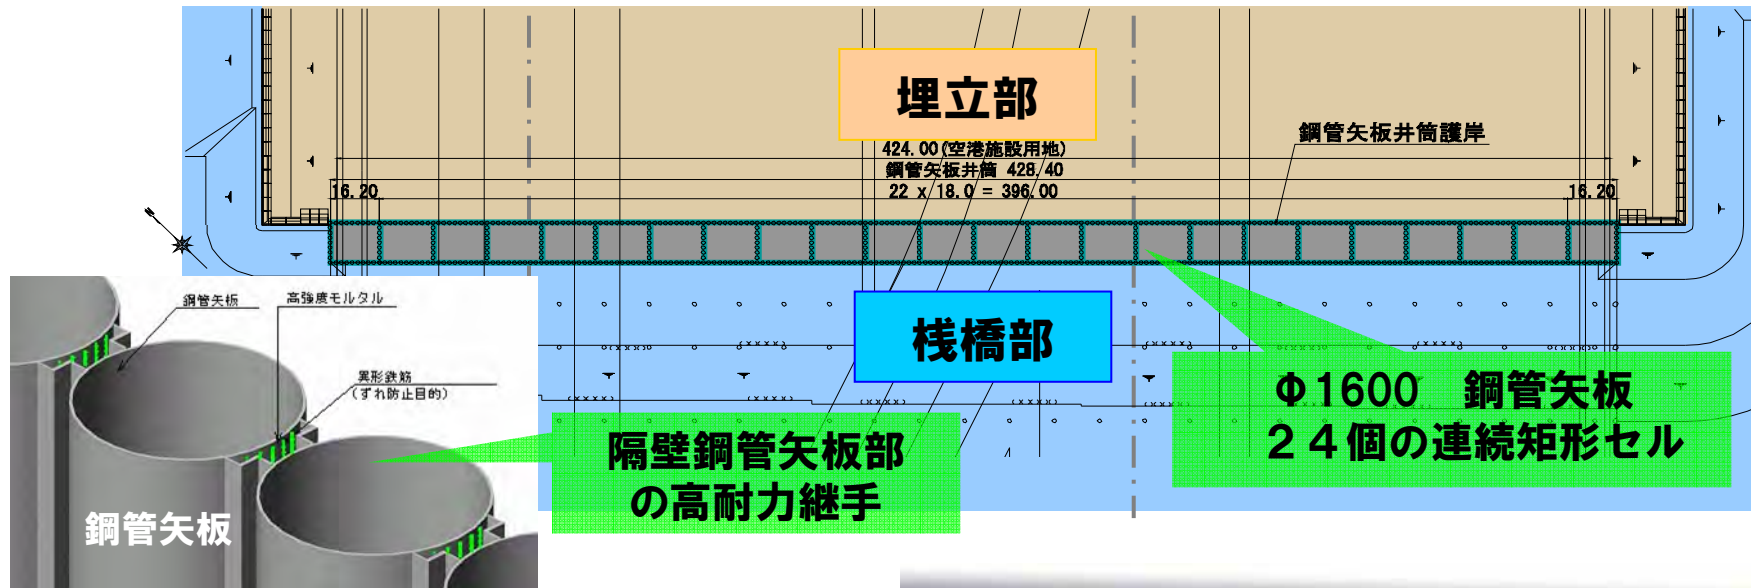 埋立部
鋼管矢板井筒護岸
424.00(空港施設用地)
鋼管矢板井筒 428.40
16.20
22 x 18.0 = 396.00
16.20
桟橋部
Φ1600 鋼管矢板
24個の連続矩形セル
隔壁鋼管矢板部
の高耐力継手
鋼管矢板
高強度モルタル
異形鉄筋
(ずれ防止目的)
鋼管矢板